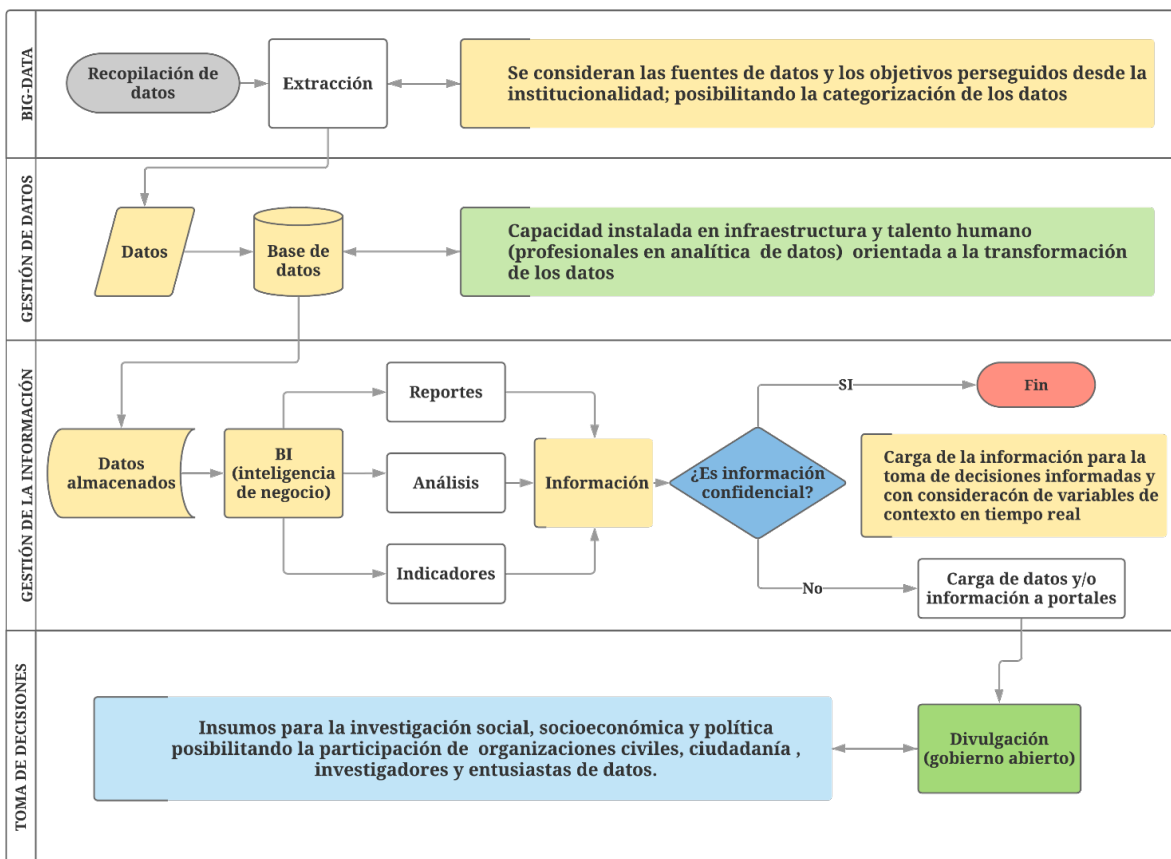 BIG-DATA
Recopilación de
datos
Extracción
Se consideran las fuentes de datos y los objetivos perseguidos desde la
institucionalidad; posibilitando la categorización de los datos
GESTIÓN DE DATOS
Datos
Base de
datos
Capacidad instalada en infraestructura y talento humano
(profesionales en analítica de datos) orientada a la transformación
de los datos
GESTIÓN DE LA INFORMACIÓN
Datos
almacenados
BI
(inteligencia
de negocio)
Reportes
Análisis
Indicadores
Información
¿Es información
confidencial?
SI
Fin
Carga de la información para la
toma de decisiones informadas y
con consideracón de variables de
contexto en tiempo real
No
Carga de datos y/o
información a portales
TOMA DE DECISIONES
Insumos para la investigación social, socioeconómica y política
posibilitando la participación de organizaciones civiles, ciudadanía ,
investigadores y entusiastas de datos.
Divulgación
(gobierno abierto)